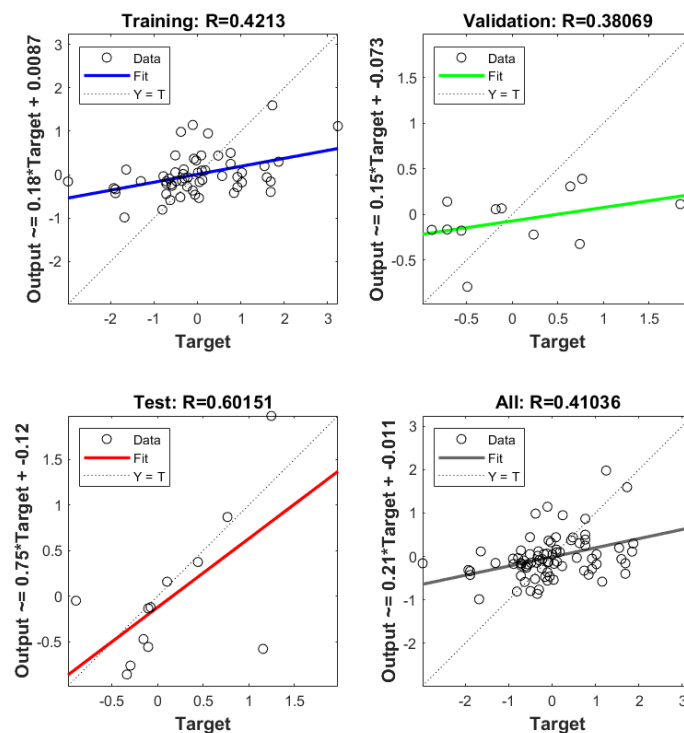 Training: R=0.4213
Output ~= 0.18*Target + 0.0087
Data
Fit
Y = T
3
2
1
0
-1
-2
-2
-1
0
1
2
3
Target
Validation: R=0.38069
Output ~= 0.15*Target + -0.073
Data
Fit
Y = T
1.5
1
0.5
0
-0.5
-0.5
0
0.5
1
1.5
Target
Test: R=0.60151
Output ~= 0.75*Target + -0.12
Data
Fit
Y = T
1.5
1
0.5
0
-0.5
-0.5
0
0.5
1
1.5
Target
All: R=0.41036
Output ~= 0.21*Target + -0.011
Data
Fit
Y = T
3
2
1
0
-1
-2
-2
-1
0
1
2
3
Target